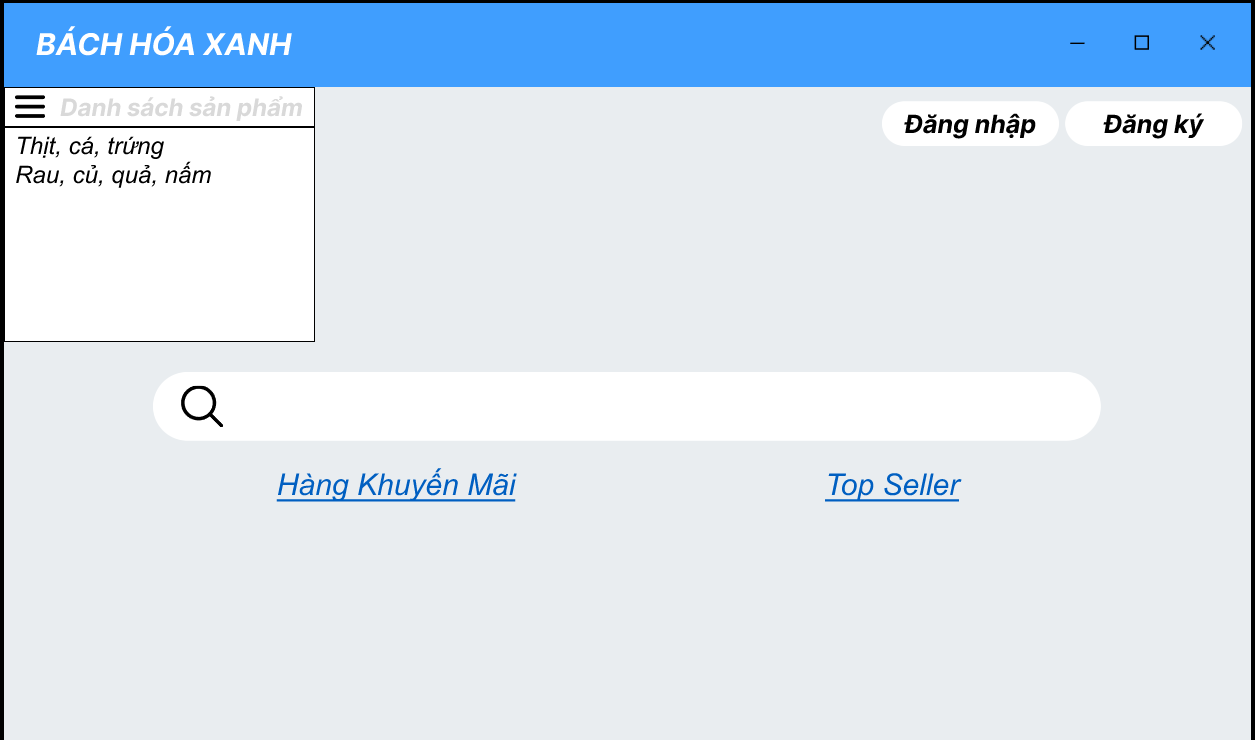 BÁCH HÓA XANH
Danh sách sản phẩm
Đăng nhập
Đăng ký
Thịt, cá, trứng
Rau, củ, quả, nấm
Hàng Khuyến Mãi
Top Seller